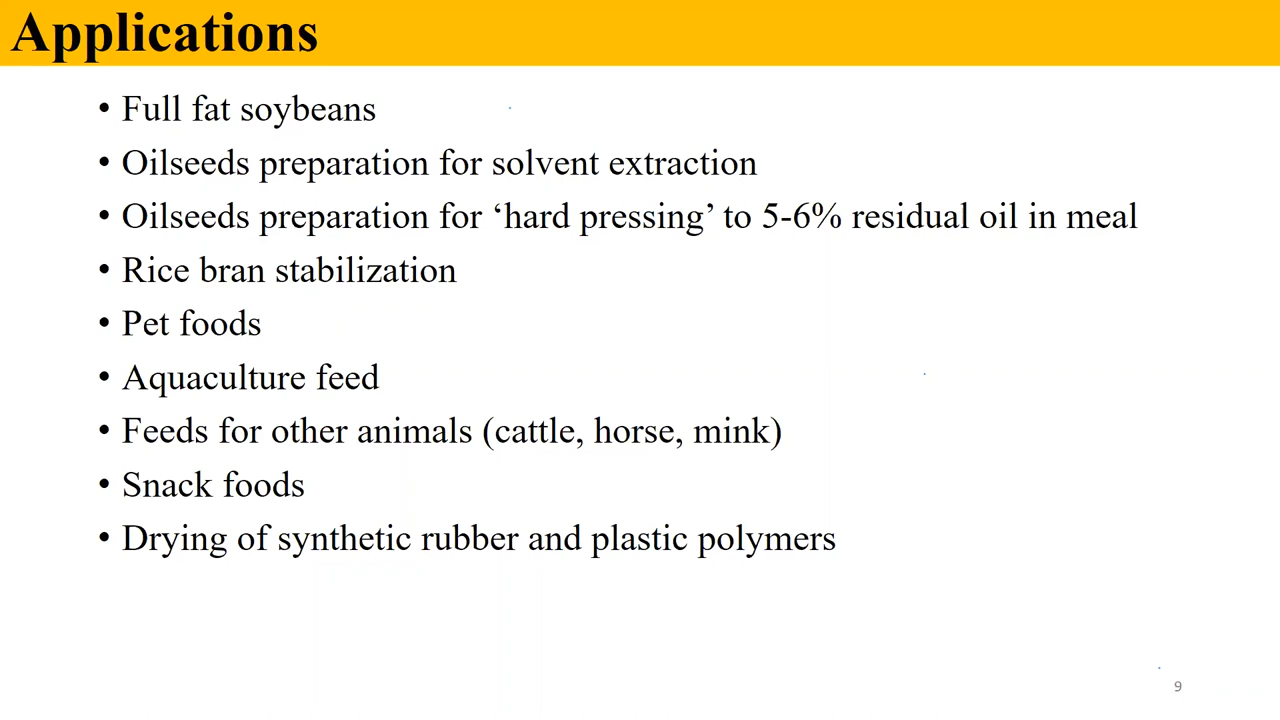 Applications
• Full fat soybeans
• Oilseeds preparation for solvent extraction
• Oilseeds preparation for ‘hard pressing’ to 5-6% residual oil in meal
• Rice bran stabilization
• Pet foods
• Aquaculture feed
• Feeds for other animals (cattle, horse, mink)
• Snack foods
• Drying of synthetic rubber and plastic polymers
9